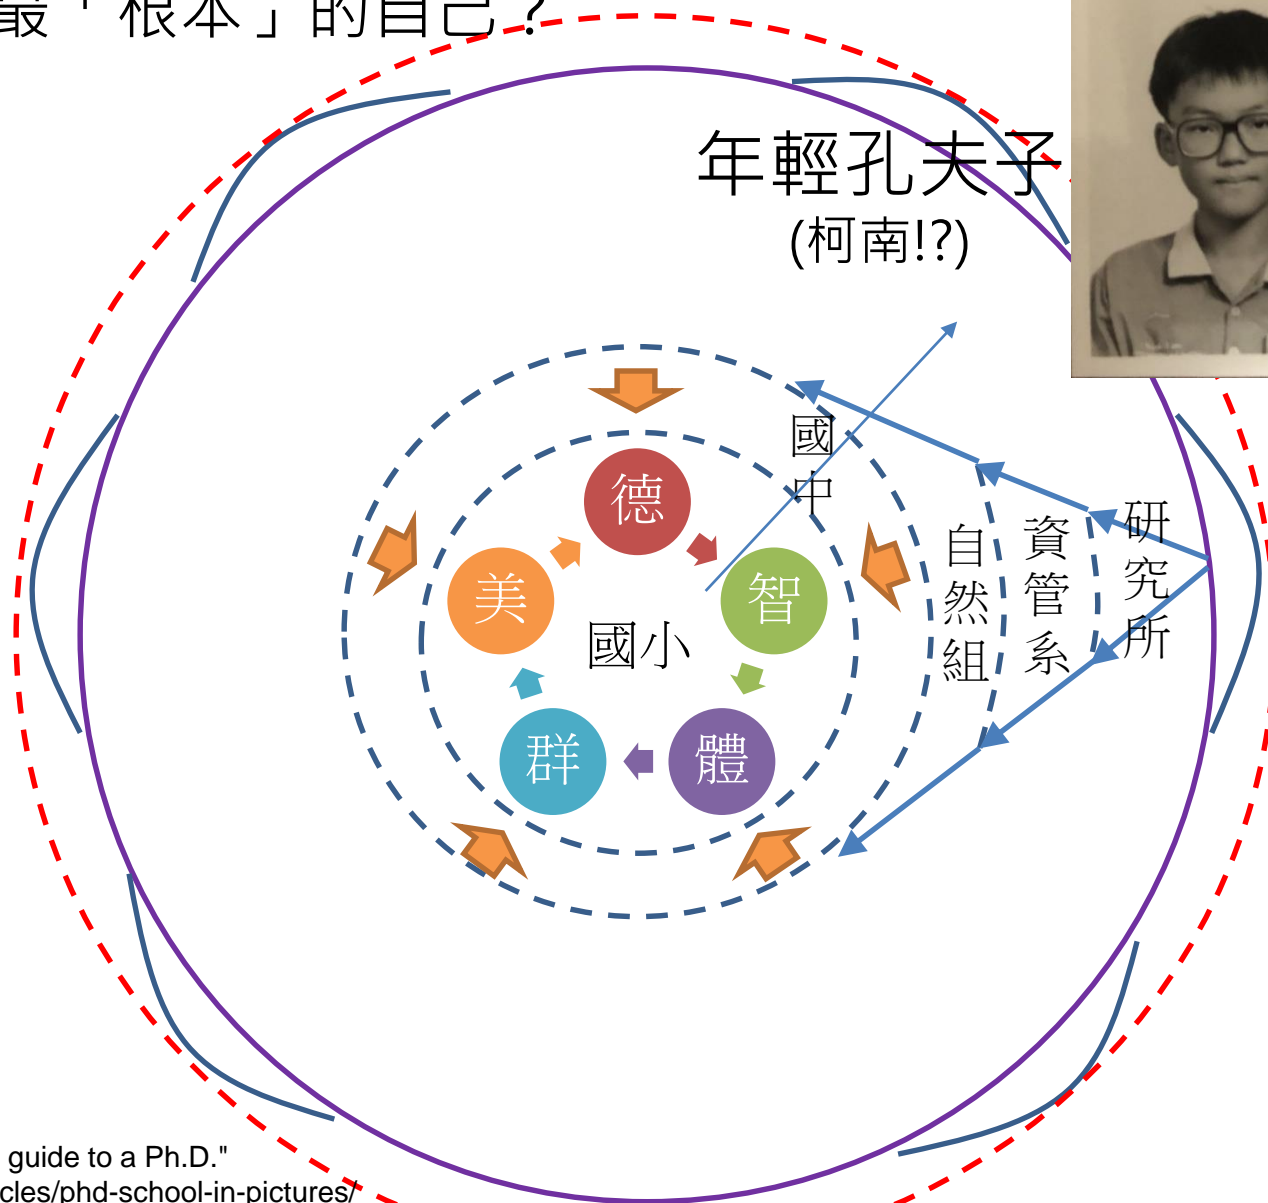 最「根本」的自己？
年輕孔夫子
(柯南!?)
國中
德
智
體
群
美
國小
自然組
資管系
研究所
guide to a Ph.D."
cles/phd-school-in-pictures/